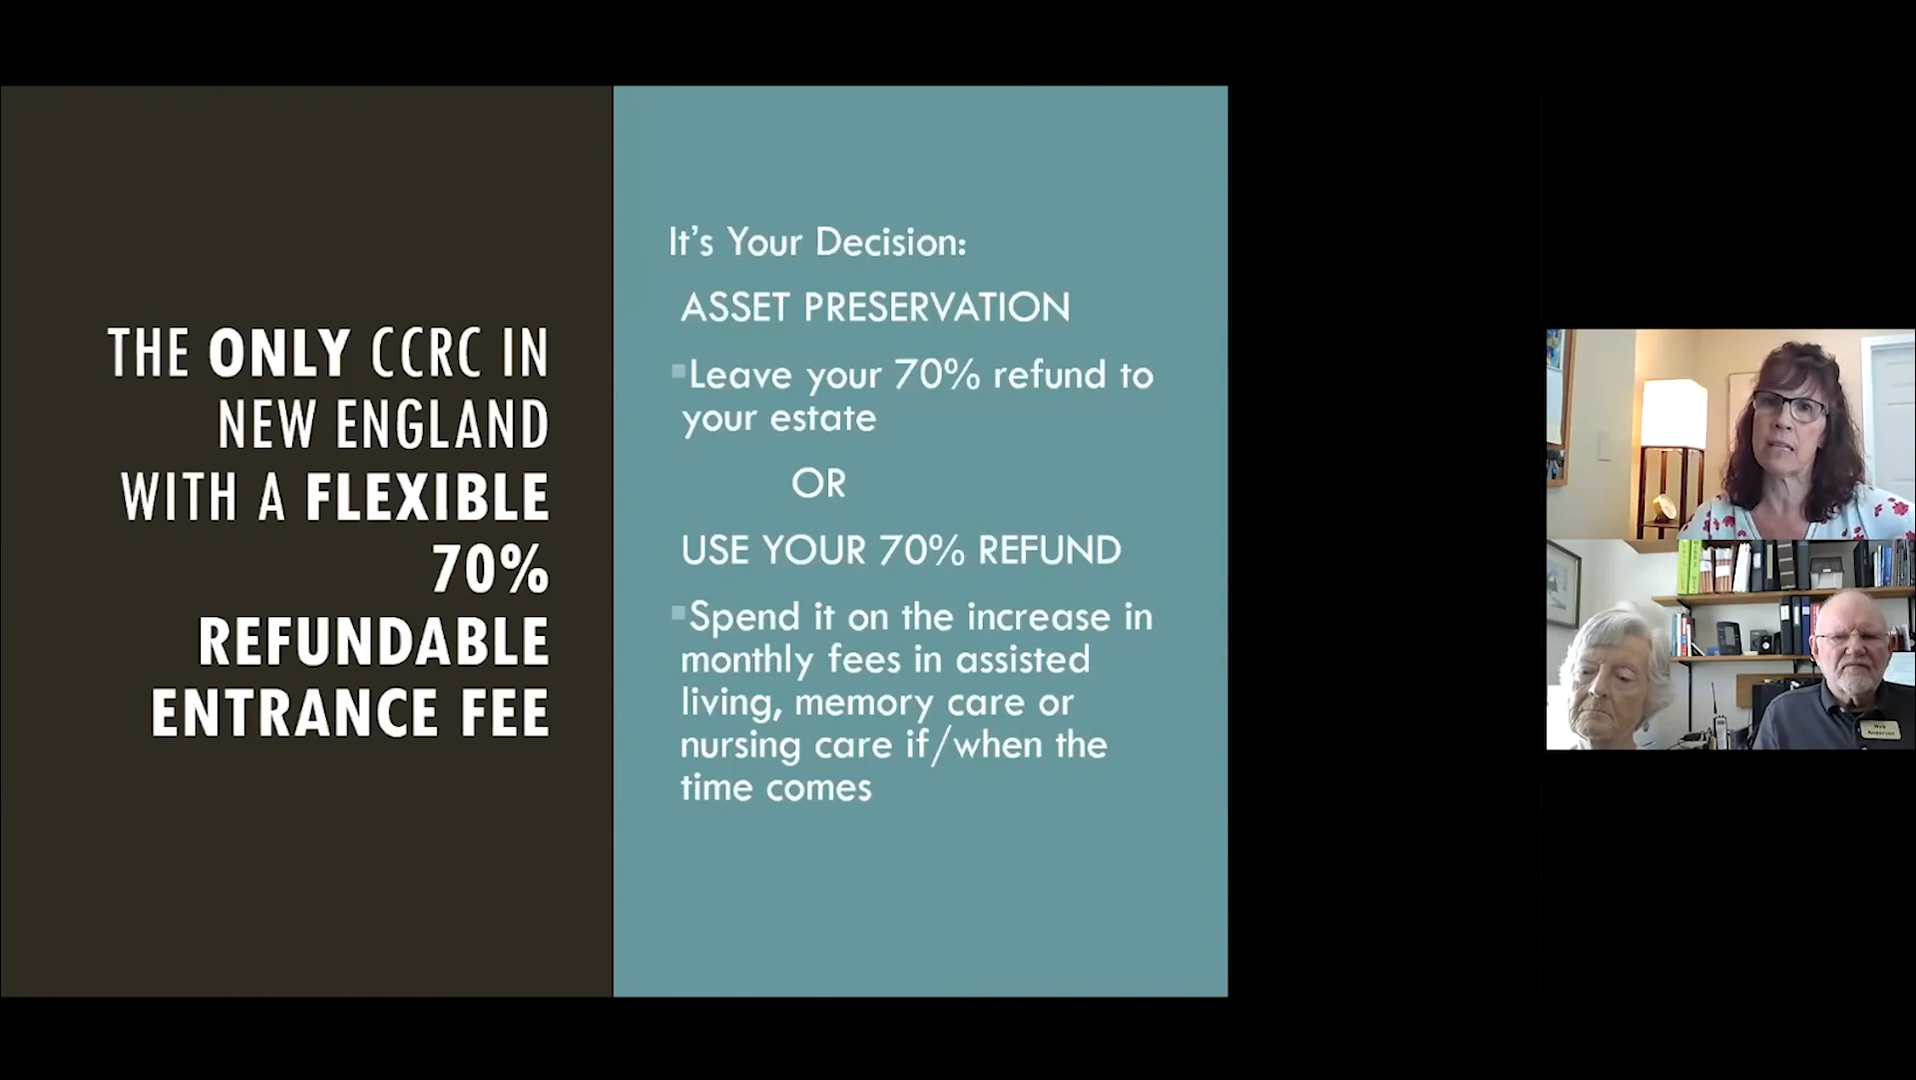 THE ONLY CCRC IN
NEW ENGLAND
WITH A FLEXIBLE
70%
REFUNDABLE
ENTRANCE FEE
It's Your Decision:
ASSET PRESERVATION
▪Leave your 70% refund to
your estate
OR
USE YOUR 70% REFUND
▪Spend it on the increase in
monthly fees in assisted
living, memory care or
nursing care if/when the
time comes
Anderson